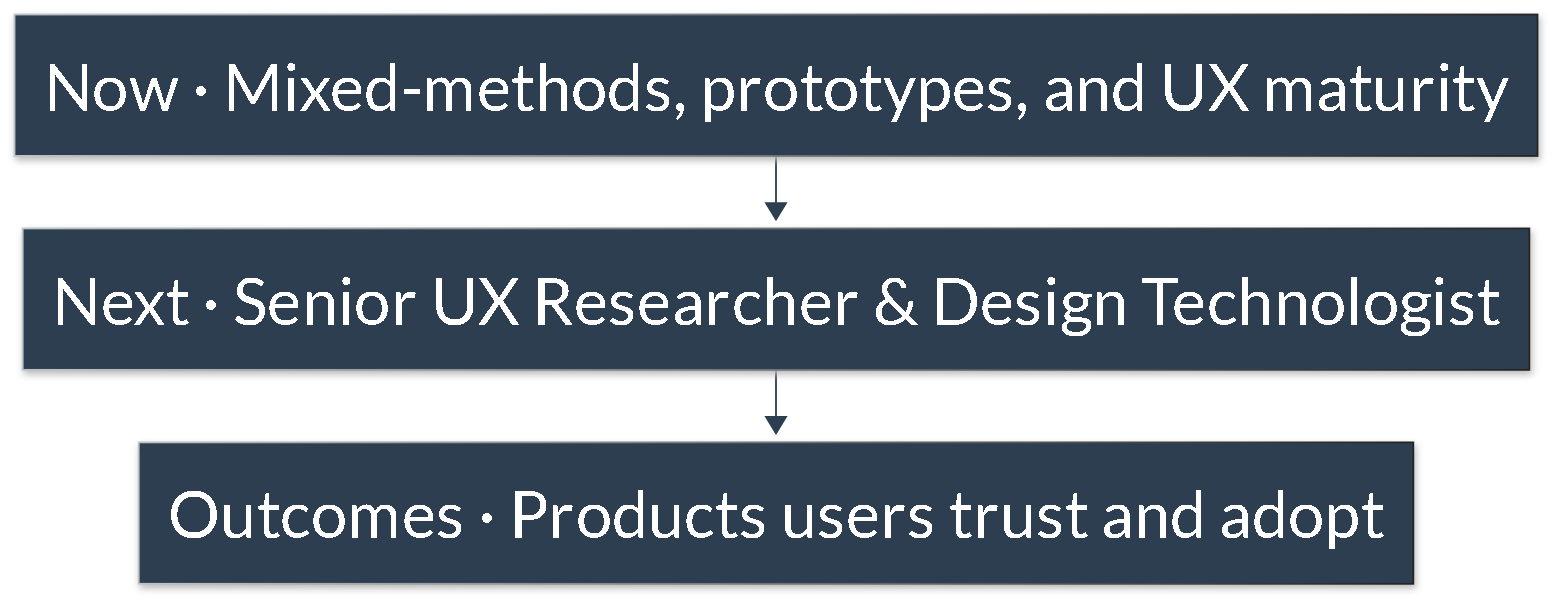 Now · Mixed-methods, prototypes, and UX maturity
Next · Senior UX Researcher & Design Technologist
Outcomes · Products users trust and adopt